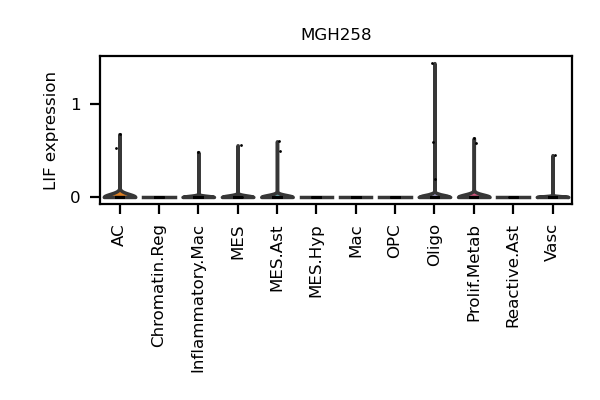 MGH258
LIF expression
1
0
AC
Chromatin.Reg
Inflammatory.Mac
MES
MES.Ast
MES.Hyp
Mac
OPC
Oligo
Prolif.Metab
Reactive.Ast
Vasc